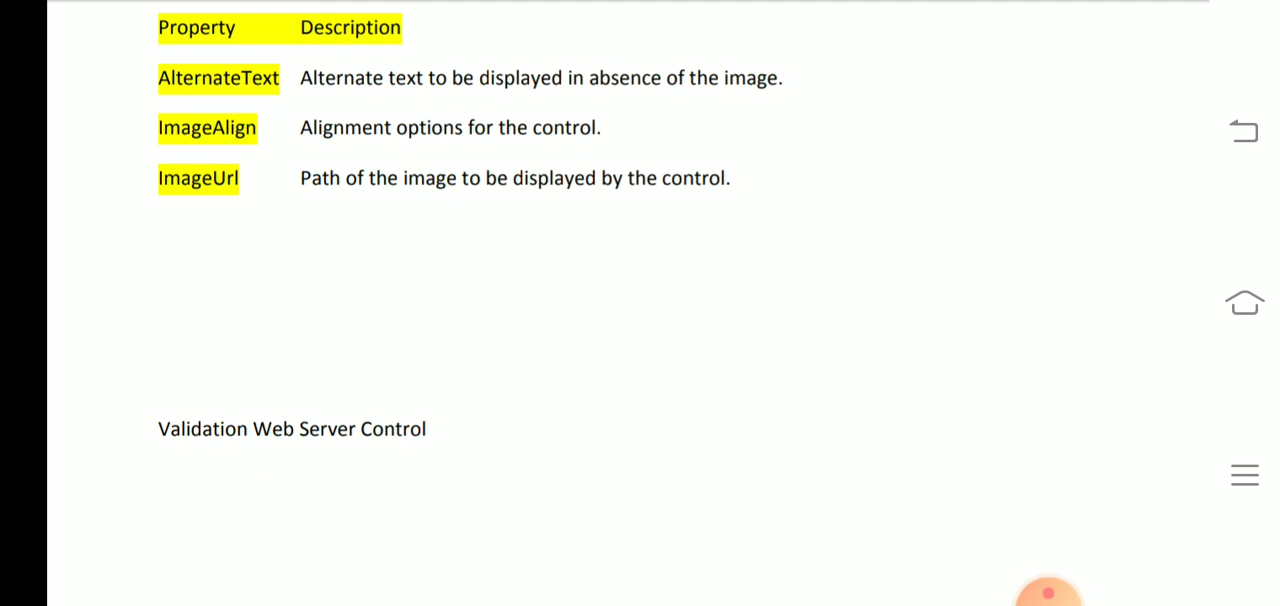 Property Description
AlternateText Alternate text to be displayed in absence of the image.
ImageAlign Alignment options for the control.
ImageUrl Path of the image to be displayed by the control.
Validation Web Server Control